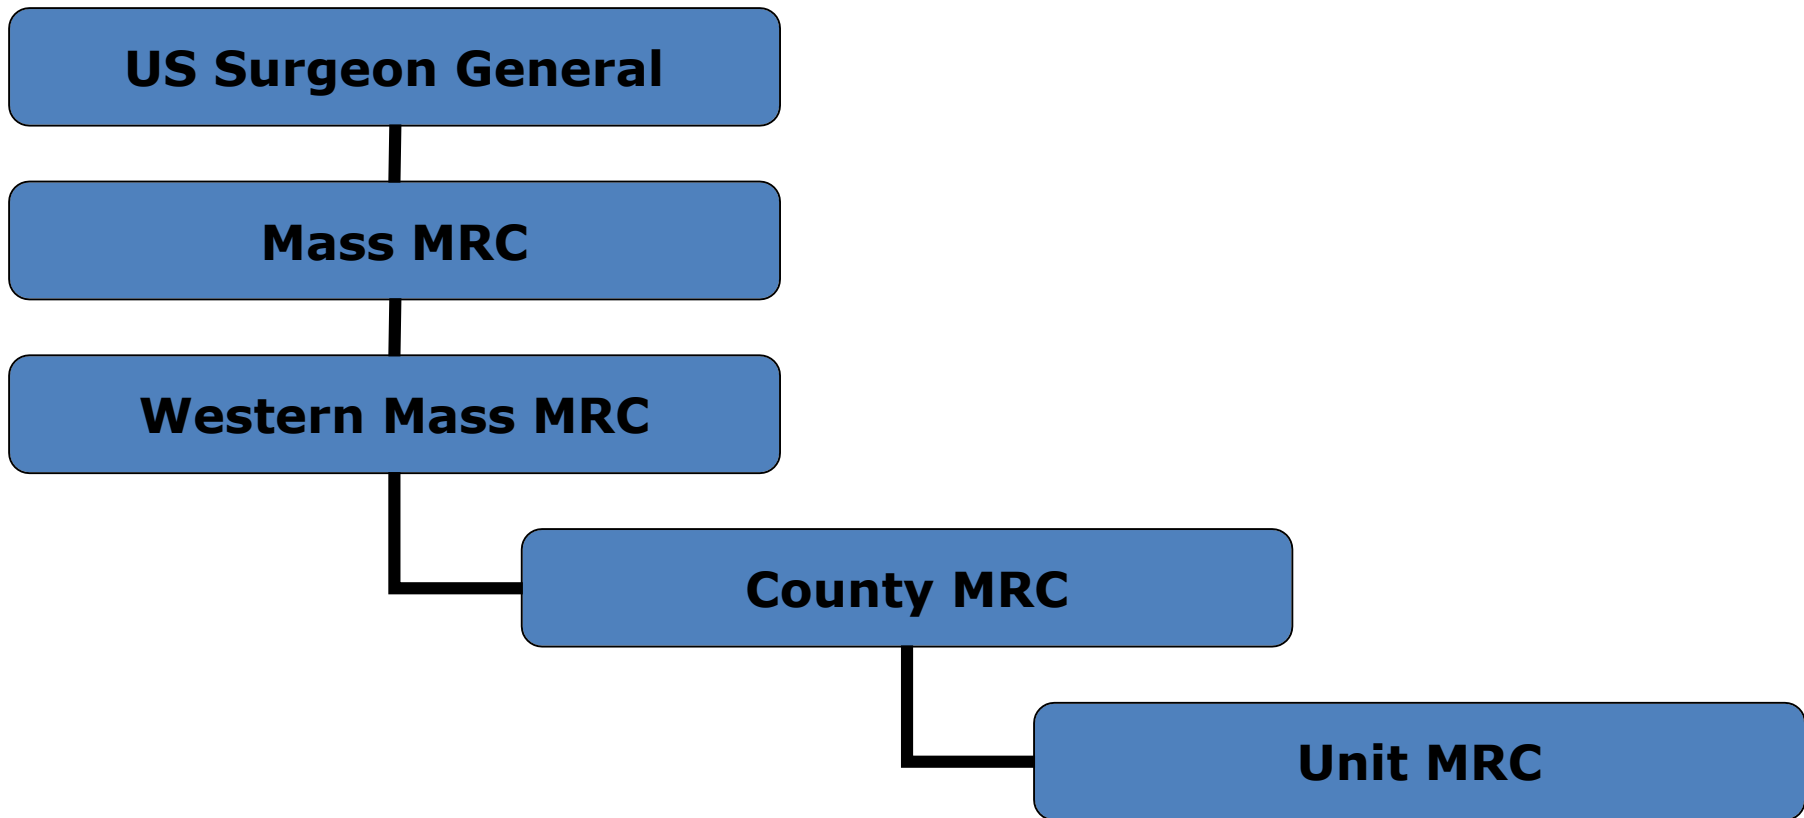 US Surgeon General
Mass MRC
Western Mass MRC
County MRC
Unit MRC